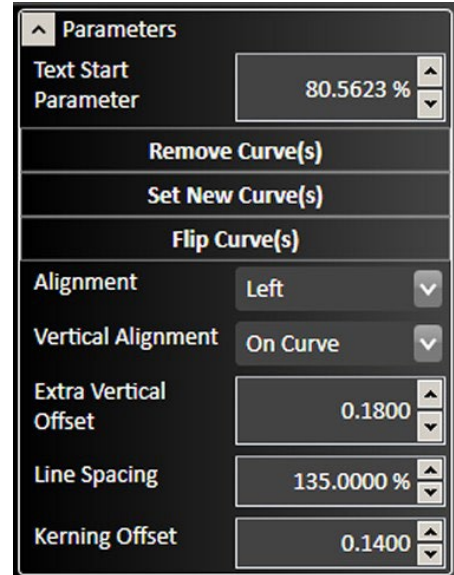 Parameters
Text Start
Parameter
80.5623 %
Remove Curve(s)
Set New Curve(s)
Flip Curve(s)
Alignment
Left
Vertical Alignment
On Curve
Extra Vertical
Offset
0.1800
Line Spacing
135.0000 %
Kerning Offset
0.1400